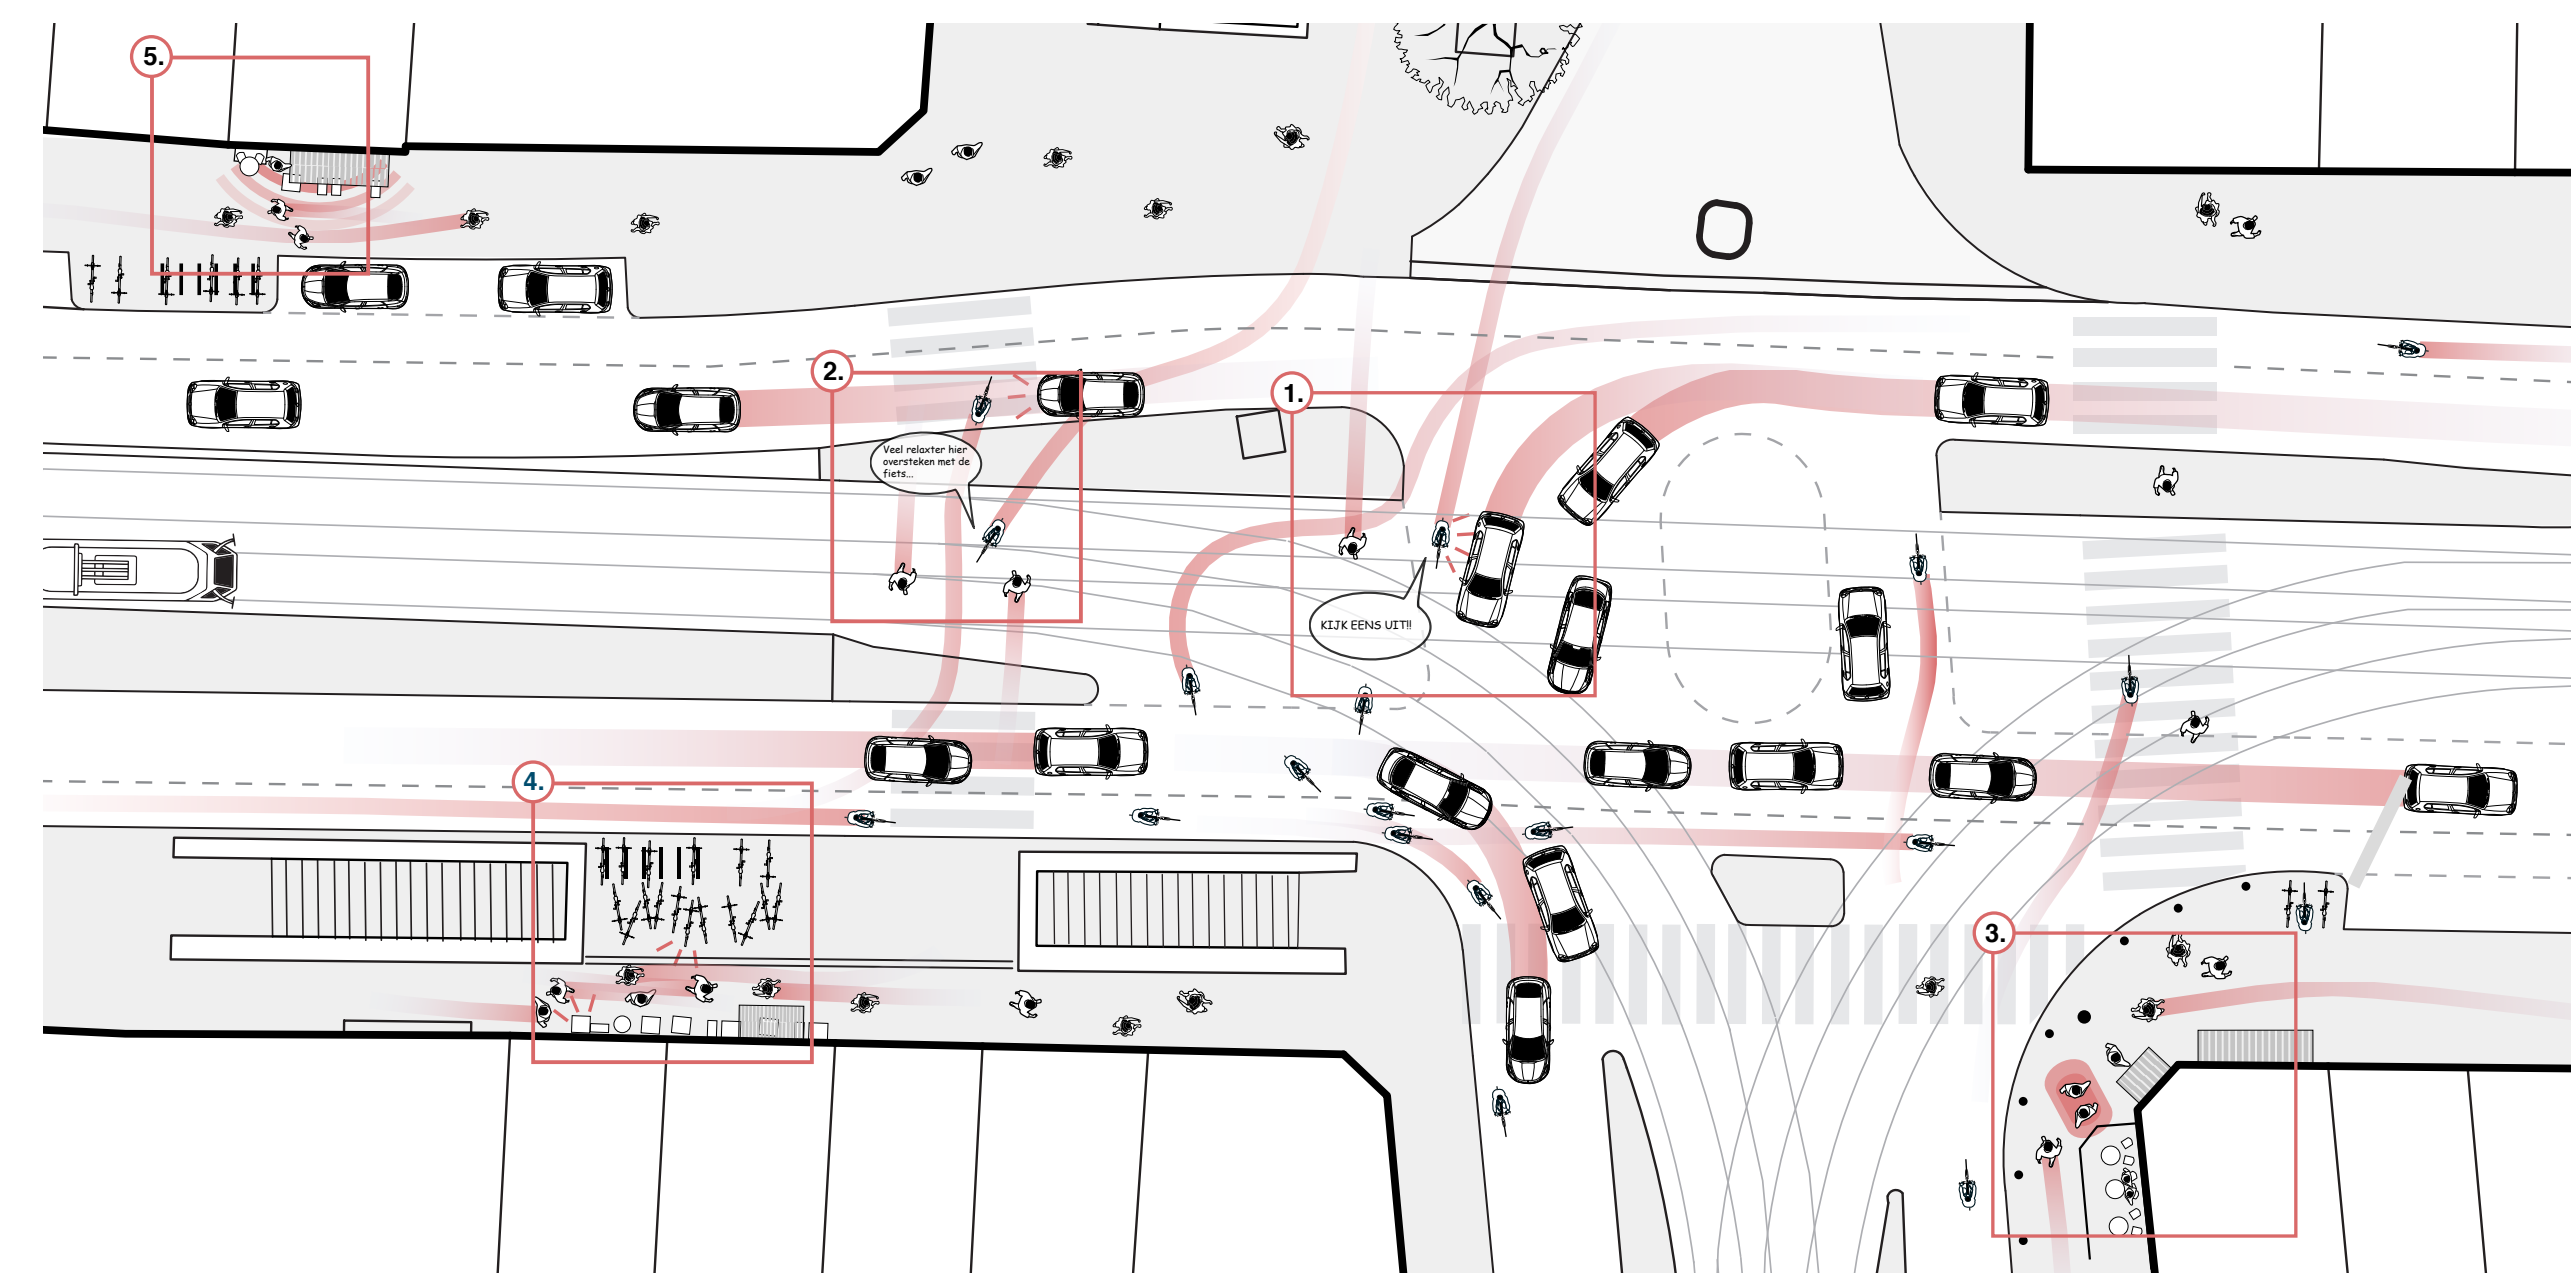 5.
2.
1.
Veel relaxter hier
oversteken met de
fiets...
KIJK EENS UIT!!
4.
3.